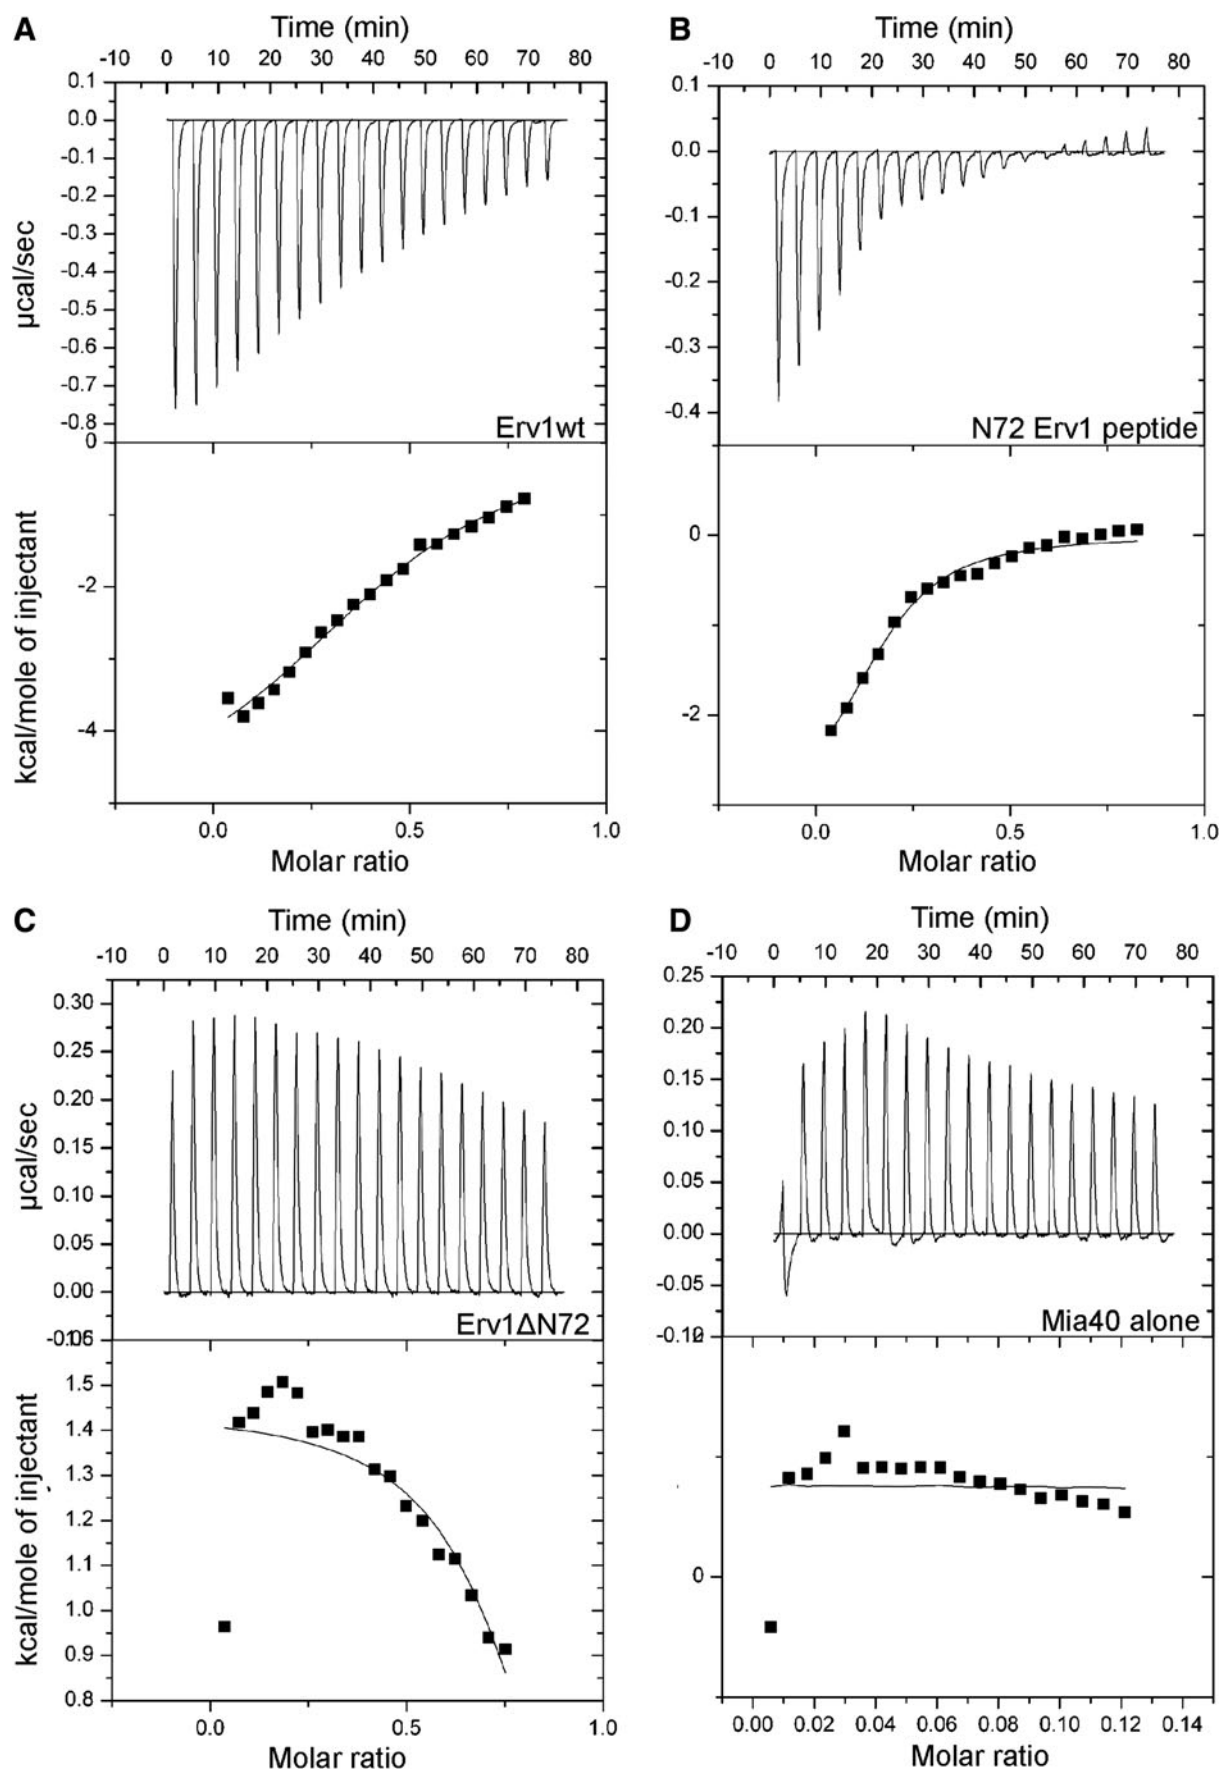 A
Time (min)
-10 0 10 20 30 40 50 60 70 80
0.1
0.0
-0.1
-0.2
-0.3
-0.4
-0.5
-0.6
-0.7
-0.8
µcal/sec
Erv1wt
0
-2
-4
kcal/mole of injectant
0.0 0.5 1.0
Molar ratio
B
Time (min)
-10 0 10 20 30 40 50 60 70 80
0.1
0.0
-0.1
-0.2
-0.3
-0.4
N72 Erv1 peptide
0
-2
0.0 0.5 1.0
Molar ratio
C
Time (min)
-10 0 10 20 30 40 50 60 70 80
0.30
0.25
0.20
0.15
0.10
0.05
0.00
µcal/sec
Erv1ΔN72
1.5
1.4
1.3
1.2
1.1
1.0
0.9
0.8
kcal/mole of injectant
0.0 0.5 1.0
Molar ratio
D
Time (min)
-10 0 10 20 30 40 50 60 70 80
0.25
0.20
0.15
0.10
0.05
0.00
-0.05
Mia40 alone
0
0.00 0.02 0.04 0.06 0.08 0.10 0.12 0.14
Molar ratio